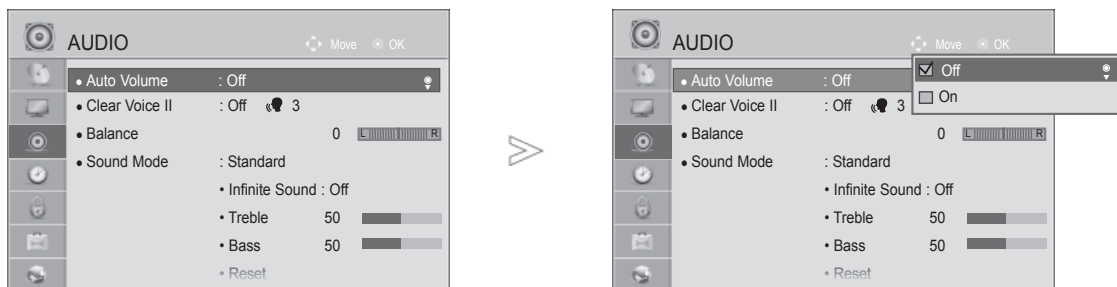 AUDIO
Move OK
• Auto Volume : Off
• Clear Voice II : Off 3
• Balance 0 L R
• Sound Mode : Standard
• Infinite Sound : Off
• Treble 50
• Bass 50
• Reset
AUDIO
Move OK
• Auto Volume : Off
• Clear Voice II : Off 3
• Balance 0 L R
• Sound Mode : Standard
• Infinite Sound : Off
• Treble 50
• Bass 50
• Reset
Off
On